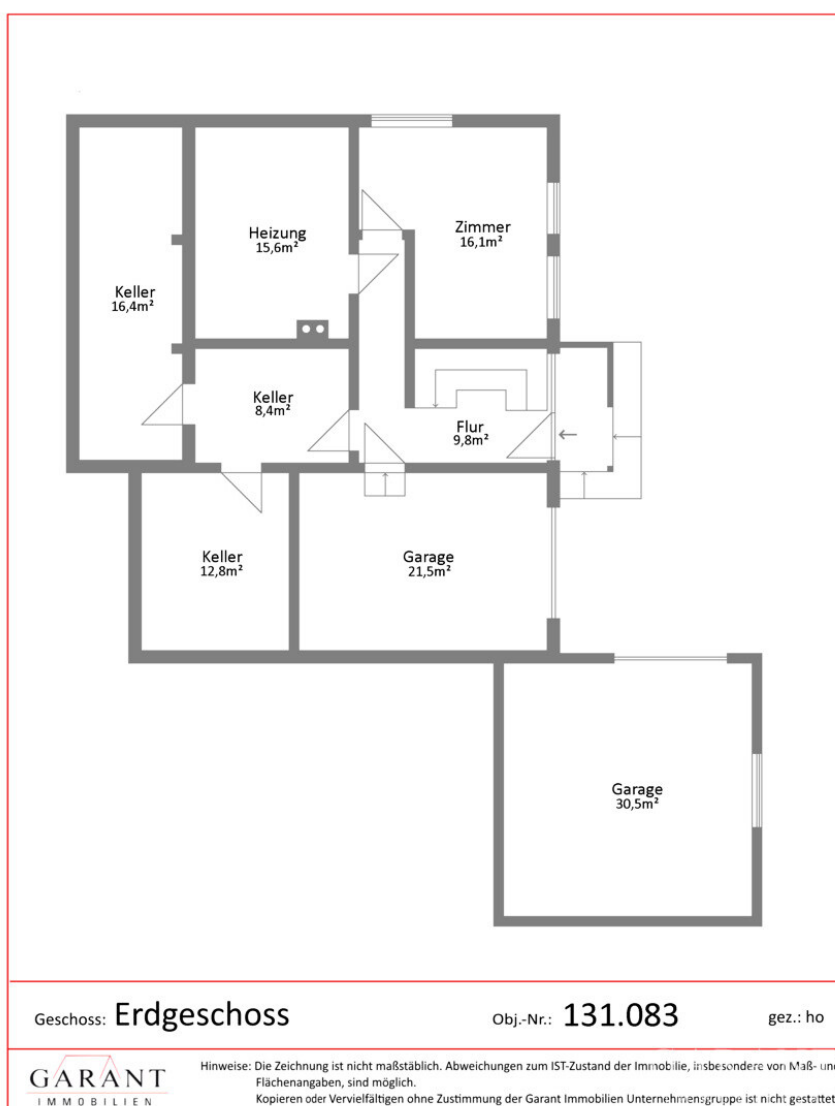 Heizung
15,6m²
Zimmer
16,1m²
Keller
16,4m²
Keller
8,4m²
Flur
9,8m²
Keller
12,8m²
Garage
21,5m²
Garage
30,5m²
Geschoss: Erdgeschoss Obj.-Nr.: 131.083 gez.: ho
GARANT
IMMOBILIEN
Hinweise: Die Zeichnung ist nicht maßstäblich. Abweichungen zum IST-Zustand der Immobilie, insbesondere von Maß- und
Flächenangaben, sind möglich.
Kopieren oder Vervielfältigen ohne Zustimmung der Garant Immobilien Unternehmensgruppe ist nicht gestattet